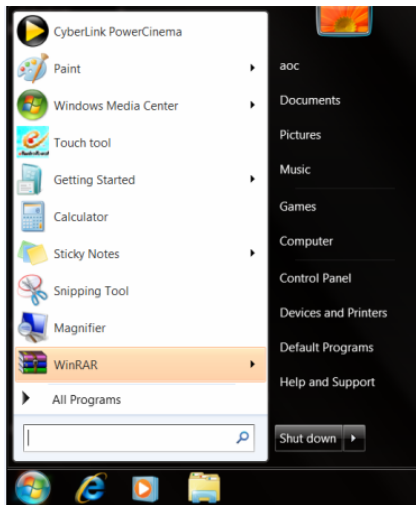 CyberLink PowerCinema
Paint
Windows Media Center
Touch tool
Getting Started
Calculator
Sticky Notes
Snipping Tool
Magnifier
WinRAR
All Programs
aoc
Documents
Pictures
Music
Games
Computer
Control Panel
Devices and Printers
Default Programs
Help and Support
Shut down